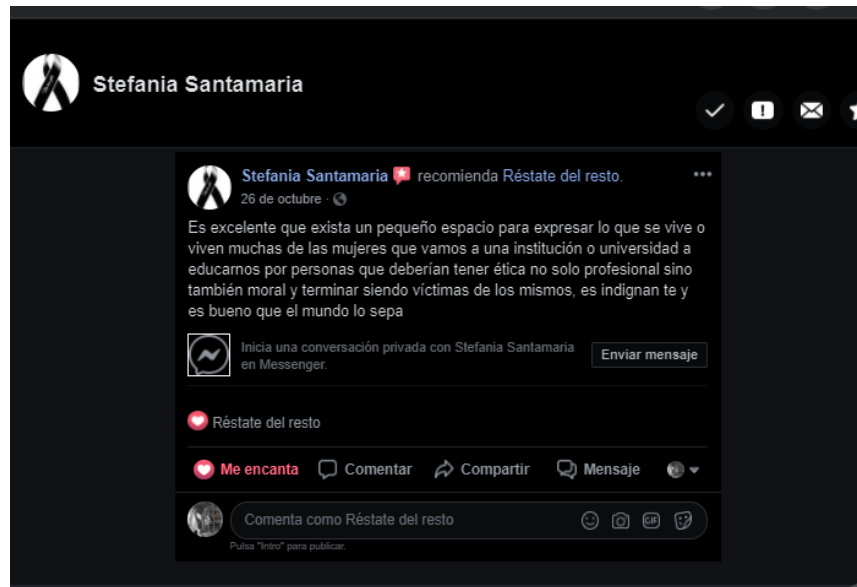 Stefania Santamaria
Stefania Santamaria recomienda Réstate del resto.
26 de octubre ·
Es excelente que exista un pequeño espacio para expresar lo que se vive o
viven muchas de las mujeres que vamos a una institución o universidad a
educarnos por personas que deberían tener ética no solo profesional sino
también moral y terminar siendo víctimas de los mismos, es indignan te y
es bueno que el mundo lo sepa
Inicia una conversación privada con Stefania Santamaria
en Messenger.
Enviar mensaje
Réstate del resto
Me encanta Comentar Compartir Mensaje
Comenta como Réstate del resto GIF
Pulsa "Intro" para publicar.